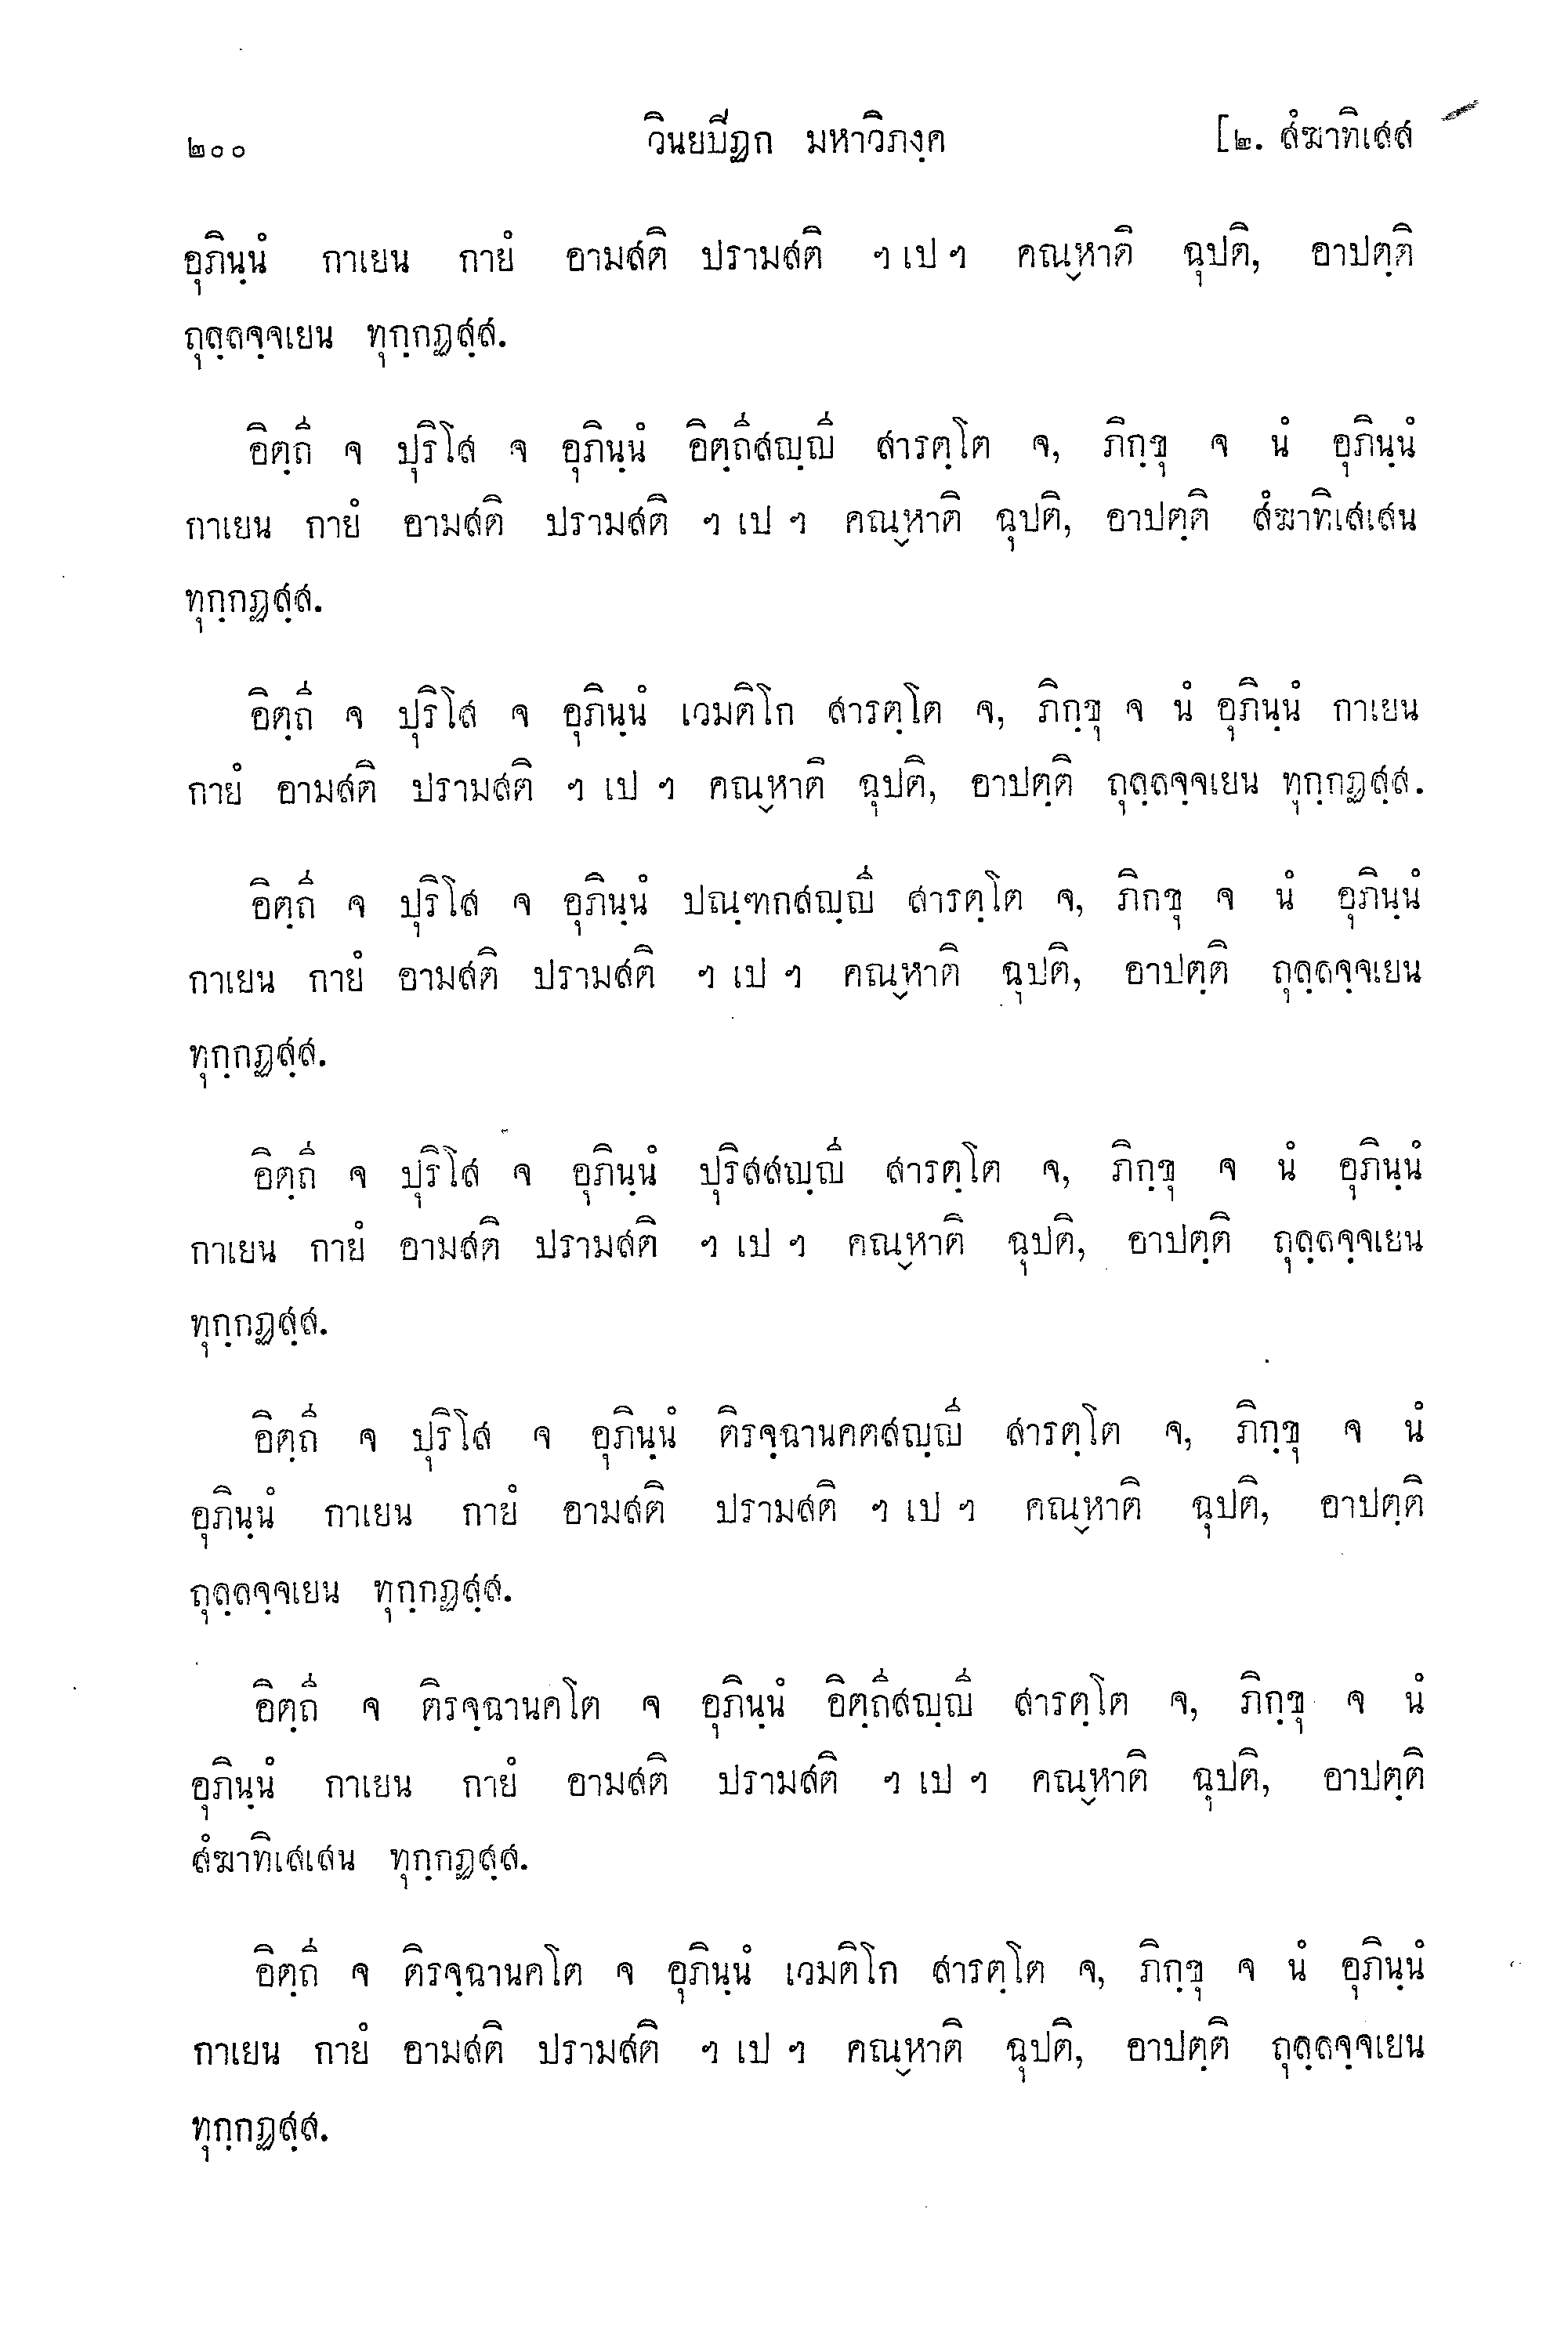 ๒๐๐ วินยบีฏก มหาวิภงฺค [๒. สํฆาทิเสส
อุภินฺนํ กาเยน กายํ อามสติ ปรามสติ ฯ เป ฯ คณฺหาติ ฉุปติ, อาปตฺติ
ถุลฺลจฺจเยน ทุกฺกฏสฺส.
อิตฺถี จ ปุริโส จ อุภินฺนํ อิตฺถีสญฺญี สารตฺโต จ, ภิกฺขุ จ นํ อุภินฺนํ
กาเยน กายํ อามสติ ปรามสติ ฯ เป ฯ คณฺหาติ ฉุปติ, อาปตฺติ สํฆาทิเสเสน
ทุกฺกฏสฺส.
อิตฺถี จ ปุริโส จ อุภินฺนํ เวมติโก สารตฺโต จ, ภิกฺขุ จ นํ อุภินฺนํ กาเยน
กายํ อามสติ ปรามสติ ฯ เป ฯ คณฺหาติ ฉุปติ, อาปตฺติ ถุลฺลจฺจเยน ทุกฺกฏสฺส.
อิตฺถี จ ปุริโส จ อุภินฺนํ ปณฺฑกสญฺญี สารตฺโต จ, ภิกขุ จ นํ อุภินฺนํ
กาเยน กายํ อามสติ ปรามสติ ฯ เป ฯ คณฺหาติ ฉุปติ, อาปตฺติ ถุลฺลจฺจเยน
ทุกฺกฏสฺส.
อิตฺถี จ ปุริโส จ อุภินฺนํ ปุริสสญฺญี สารตฺโต จ, ภิกฺขุ จ นํ อุภินฺนํ
กาเยน กายํ อามสติ ปรามสติ ฯ เป ฯ คณฺหาติ ฉุปติ, อาปตฺติ ถุลฺลจฺจเยน
ทุกฺกฏสฺส.
อิตฺถี จ ปุริโส จ อุภินฺนํ ติรจฺฉานคตสญฺญี สารตฺโต จ, ภิกฺขุ จ นํ
อุภินฺนํ กาเยน กายํ อามสติ ปรามสติ ฯ เป ฯ คณฺหาติ ฉุปติ, อาปตฺติ
ถุลฺลจฺจเยน ทุกฺกฏสฺส.
อิตฺถี จ ติรจฺฉานคโต จ อุภินฺนํ อิตฺถีสญฺญี สารตฺโต จ, ภิกฺขุ จ นํ
อุภินฺนํ กาเยน กายํ อามสติ ปรามสติ ฯ เป ฯ คณฺหาติ ฉุปติ, อาปตฺติ
สํฆาทิเสเสน ทุกฺกฏสฺส.
อิตฺถี จ ติรจฺฉานคโต จ อุภินฺนํ เวมติโก สารตฺโต จ, ภิกฺขุ จ นํ อุภินฺนํ
กาเยน กายํ อามสติ ปรามสติ ฯ เป ฯ คณฺหาติ ฉุปติ, อาปตฺติ ถุลฺลจฺจเยน
ทุกฺกฏสฺส.